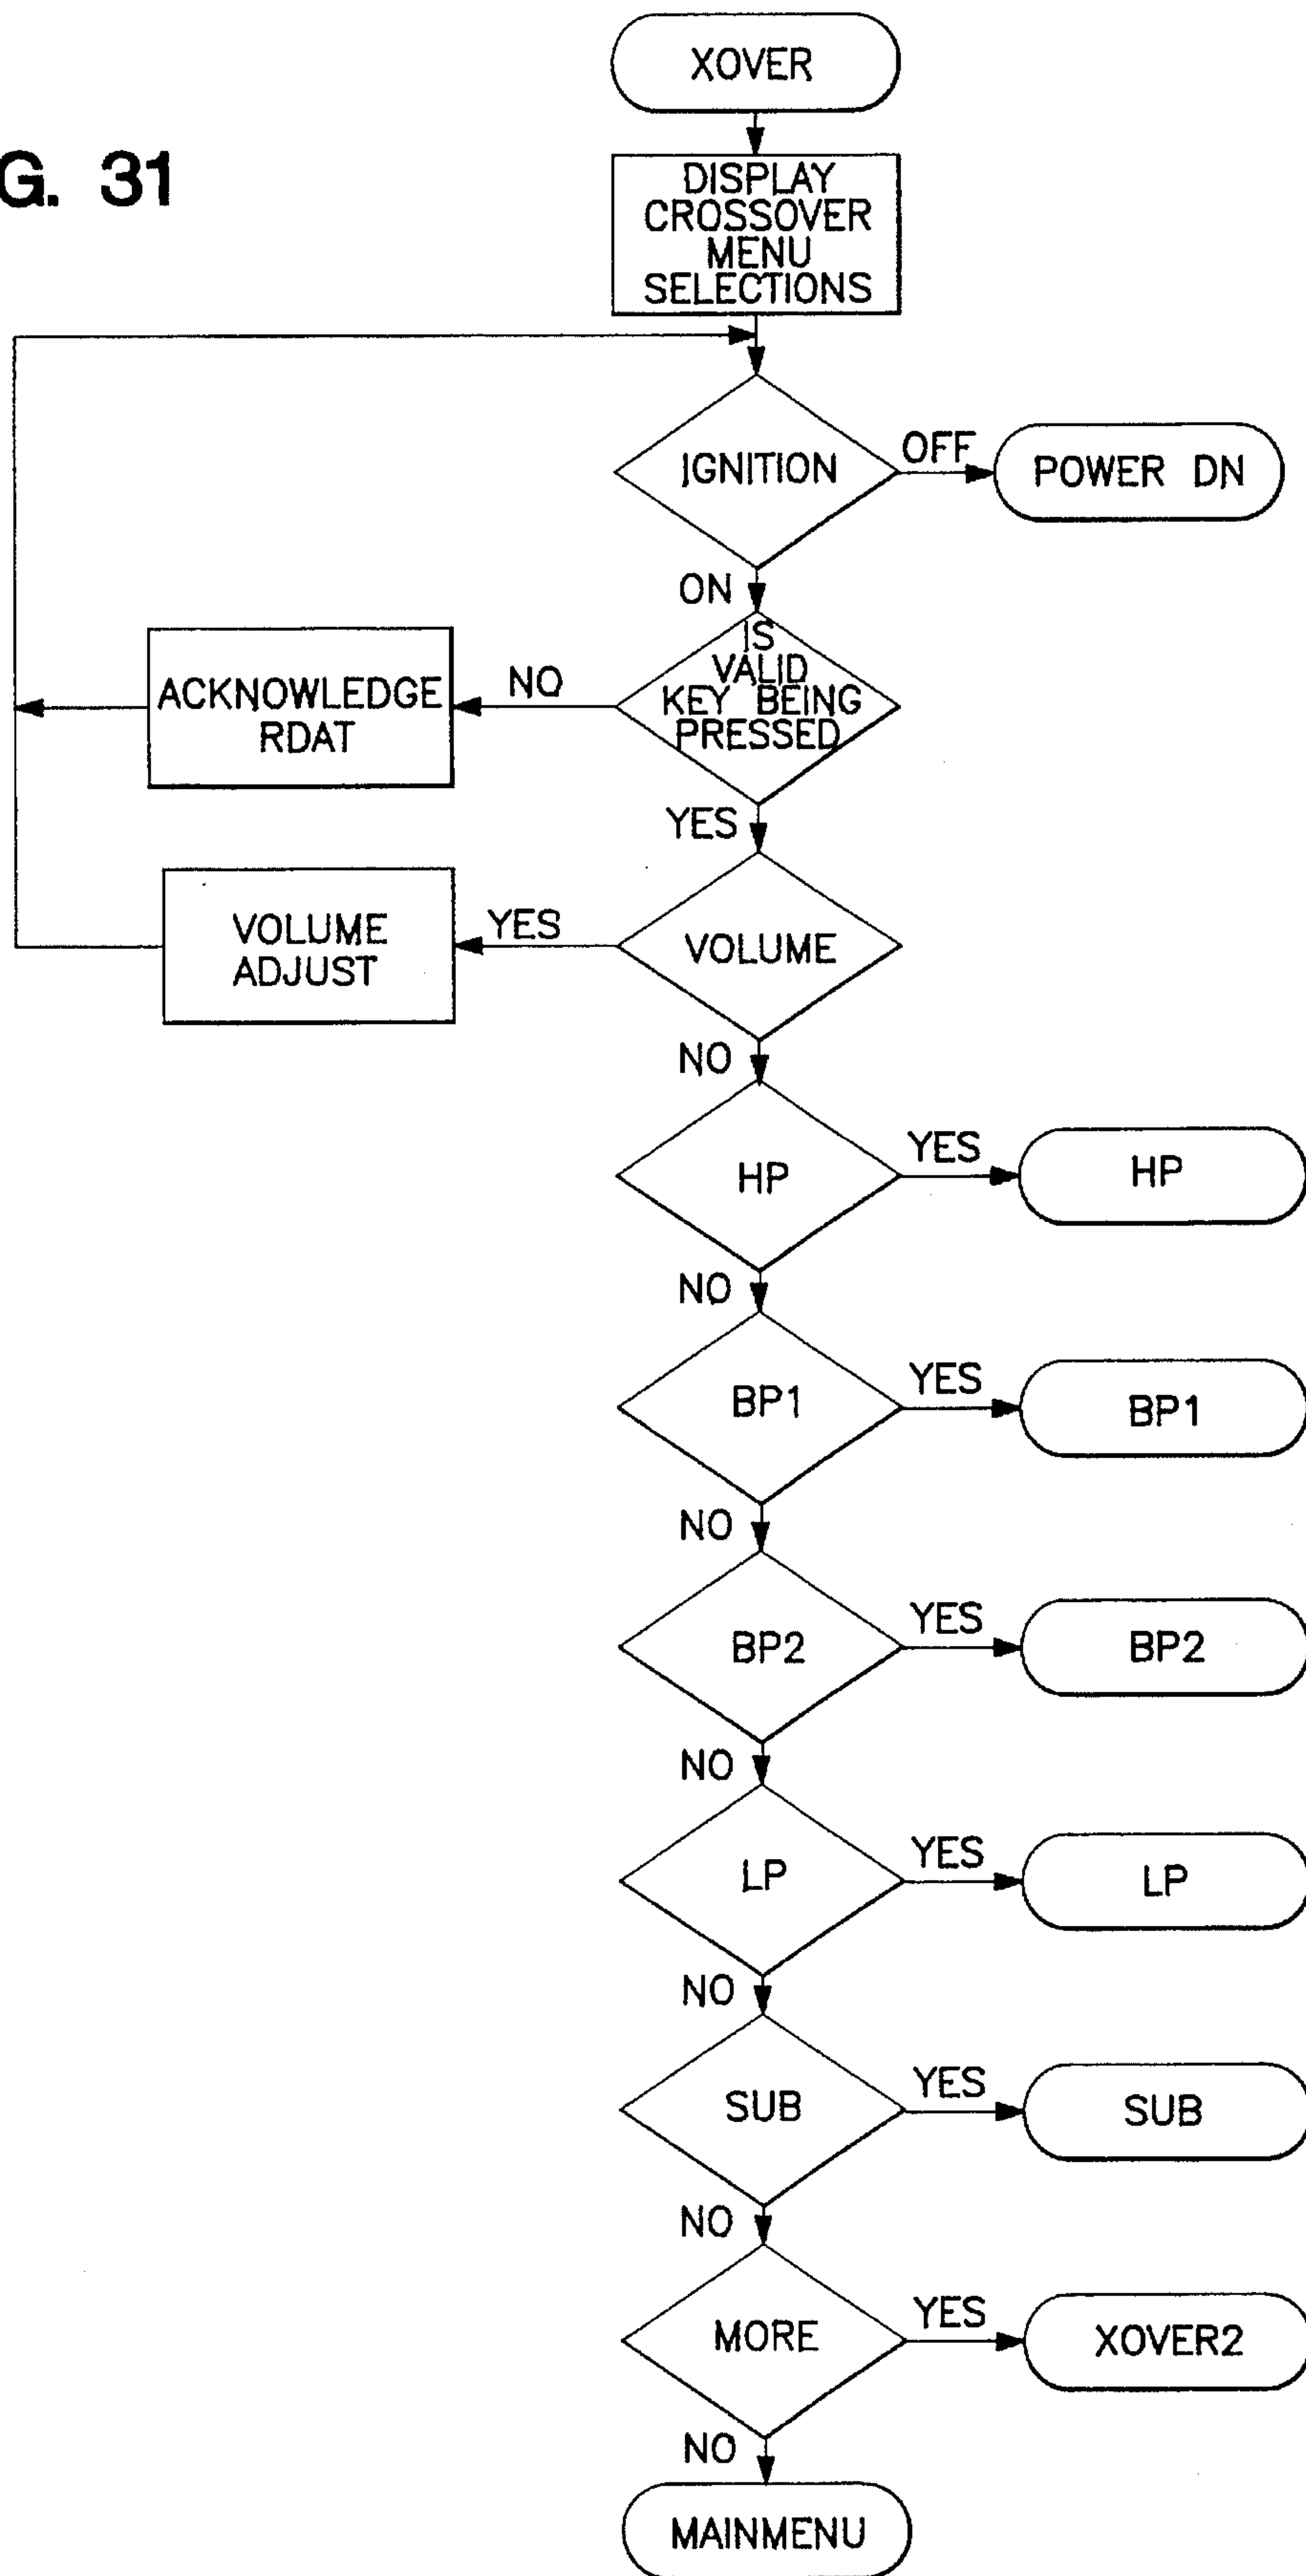 G. 31
XOVER
DISPLAY
CROSSOVER
MENU
SELECTIONS
IGNITION
OFF
POWER DN
ON
IS
VALID
KEY BEING
PRESSED
NO
ACKNOWLEDGE
RDAT
YES
VOLUME
YES
VOLUME
ADJUST
NO
HP
YES
HP
NO
BP1
YES
BP1
NO
BP2
YES
BP2
NO
LP
YES
LP
NO
SUB
YES
SUB
NO
MORE
YES
XOVER2
NO
MAINMENU